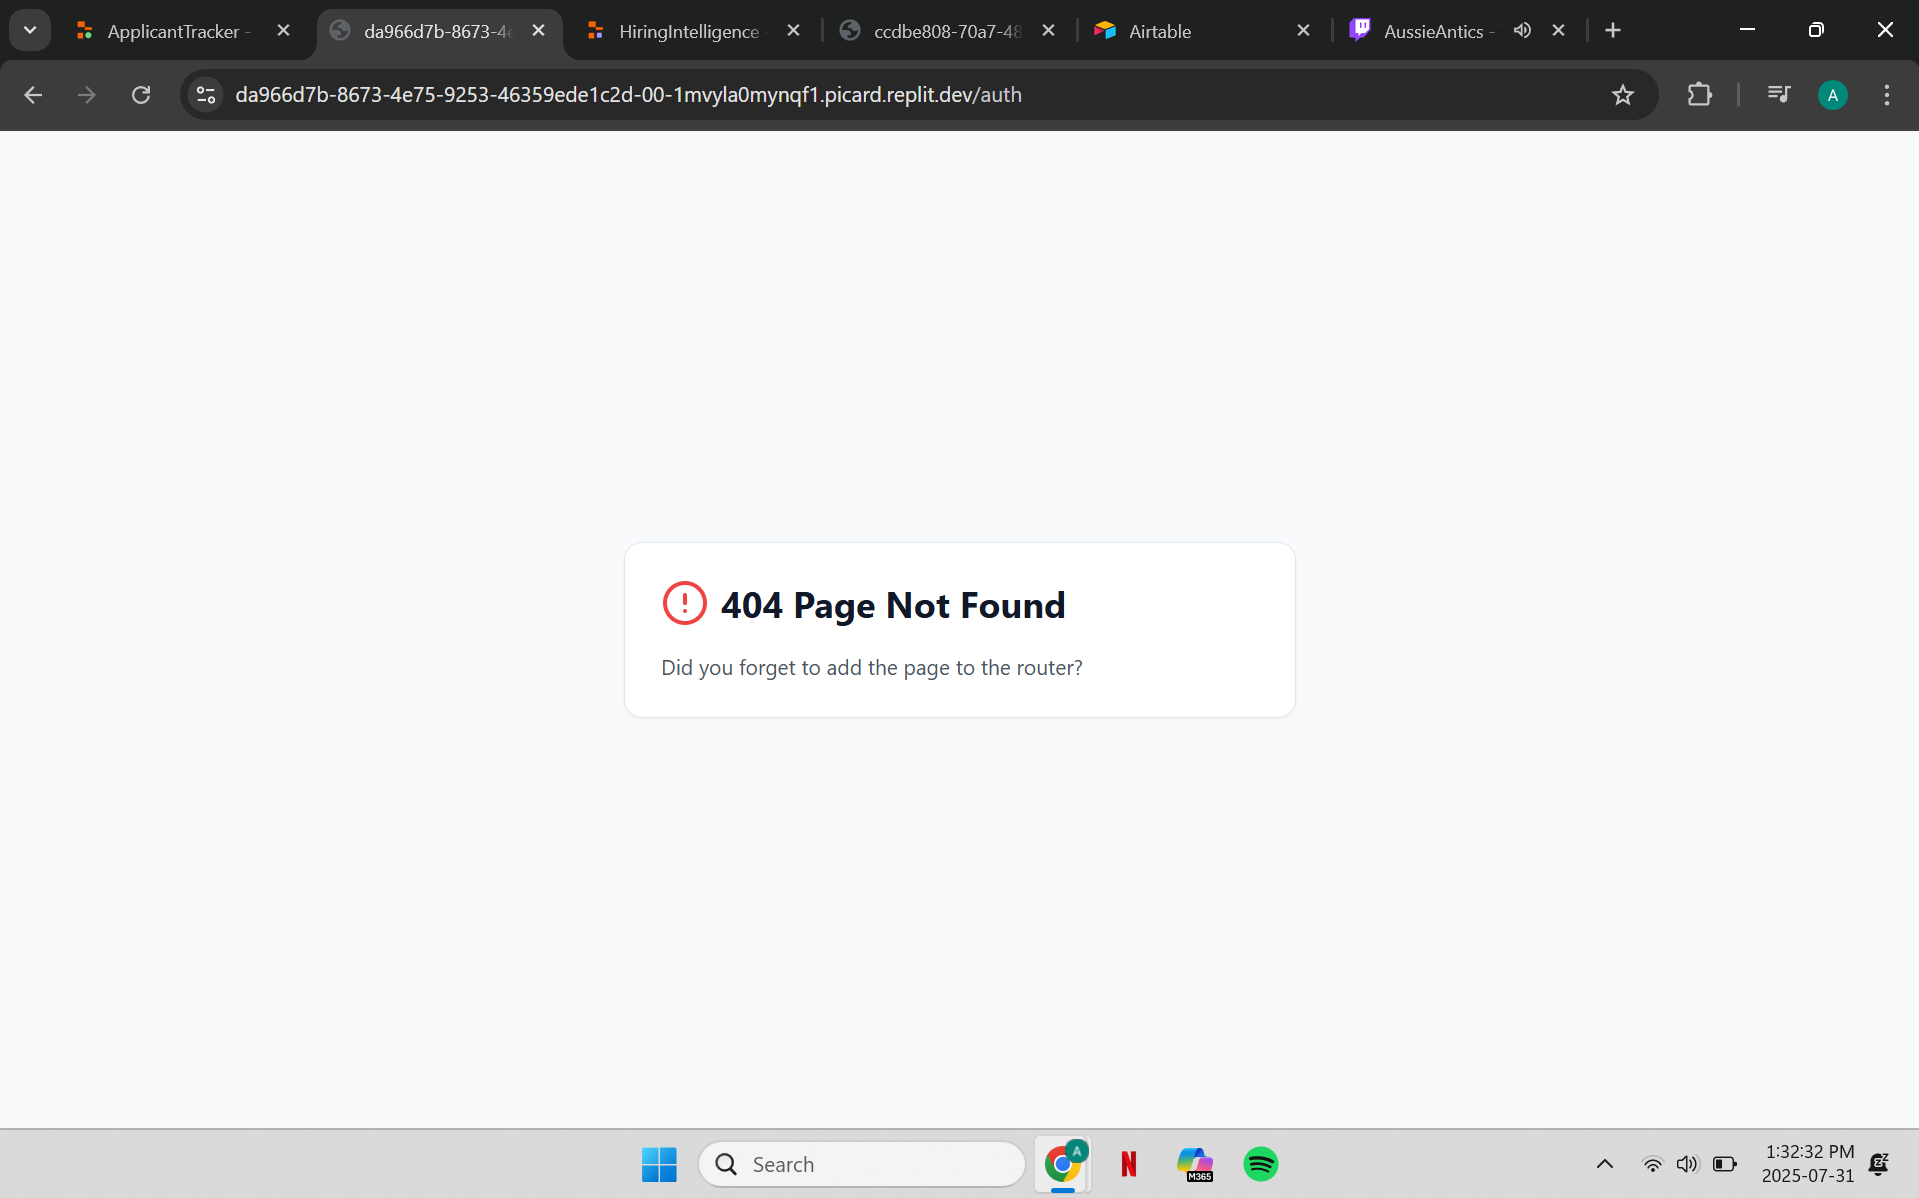 ApplicantTracker -
da966d7b-8673-4e
HiringIntelligence
ccdbe808-70a7-48
Airtable
AussieAntics -
da966d7b-8673-4e75-9253-46359ede1c2d-00-1mvyla0mynqf1.picard.replit.dev/auth
A
404 Page Not Found
Did you forget to add the page to the router?
Search
A
N
M365
1:32:32 PM
2025-07-31